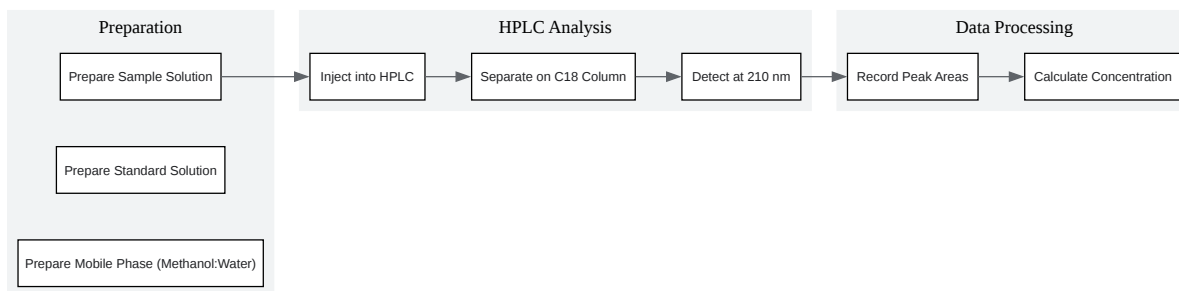 Preparation
Prepare Sample Solution
Prepare Standard Solution
Prepare Mobile Phase (Methanol:Water)
HPLC Analysis
Inject into HPLC
Separate on C18 Column
Detect at 210 nm
Data Processing
Record Peak Areas
Calculate Concentration